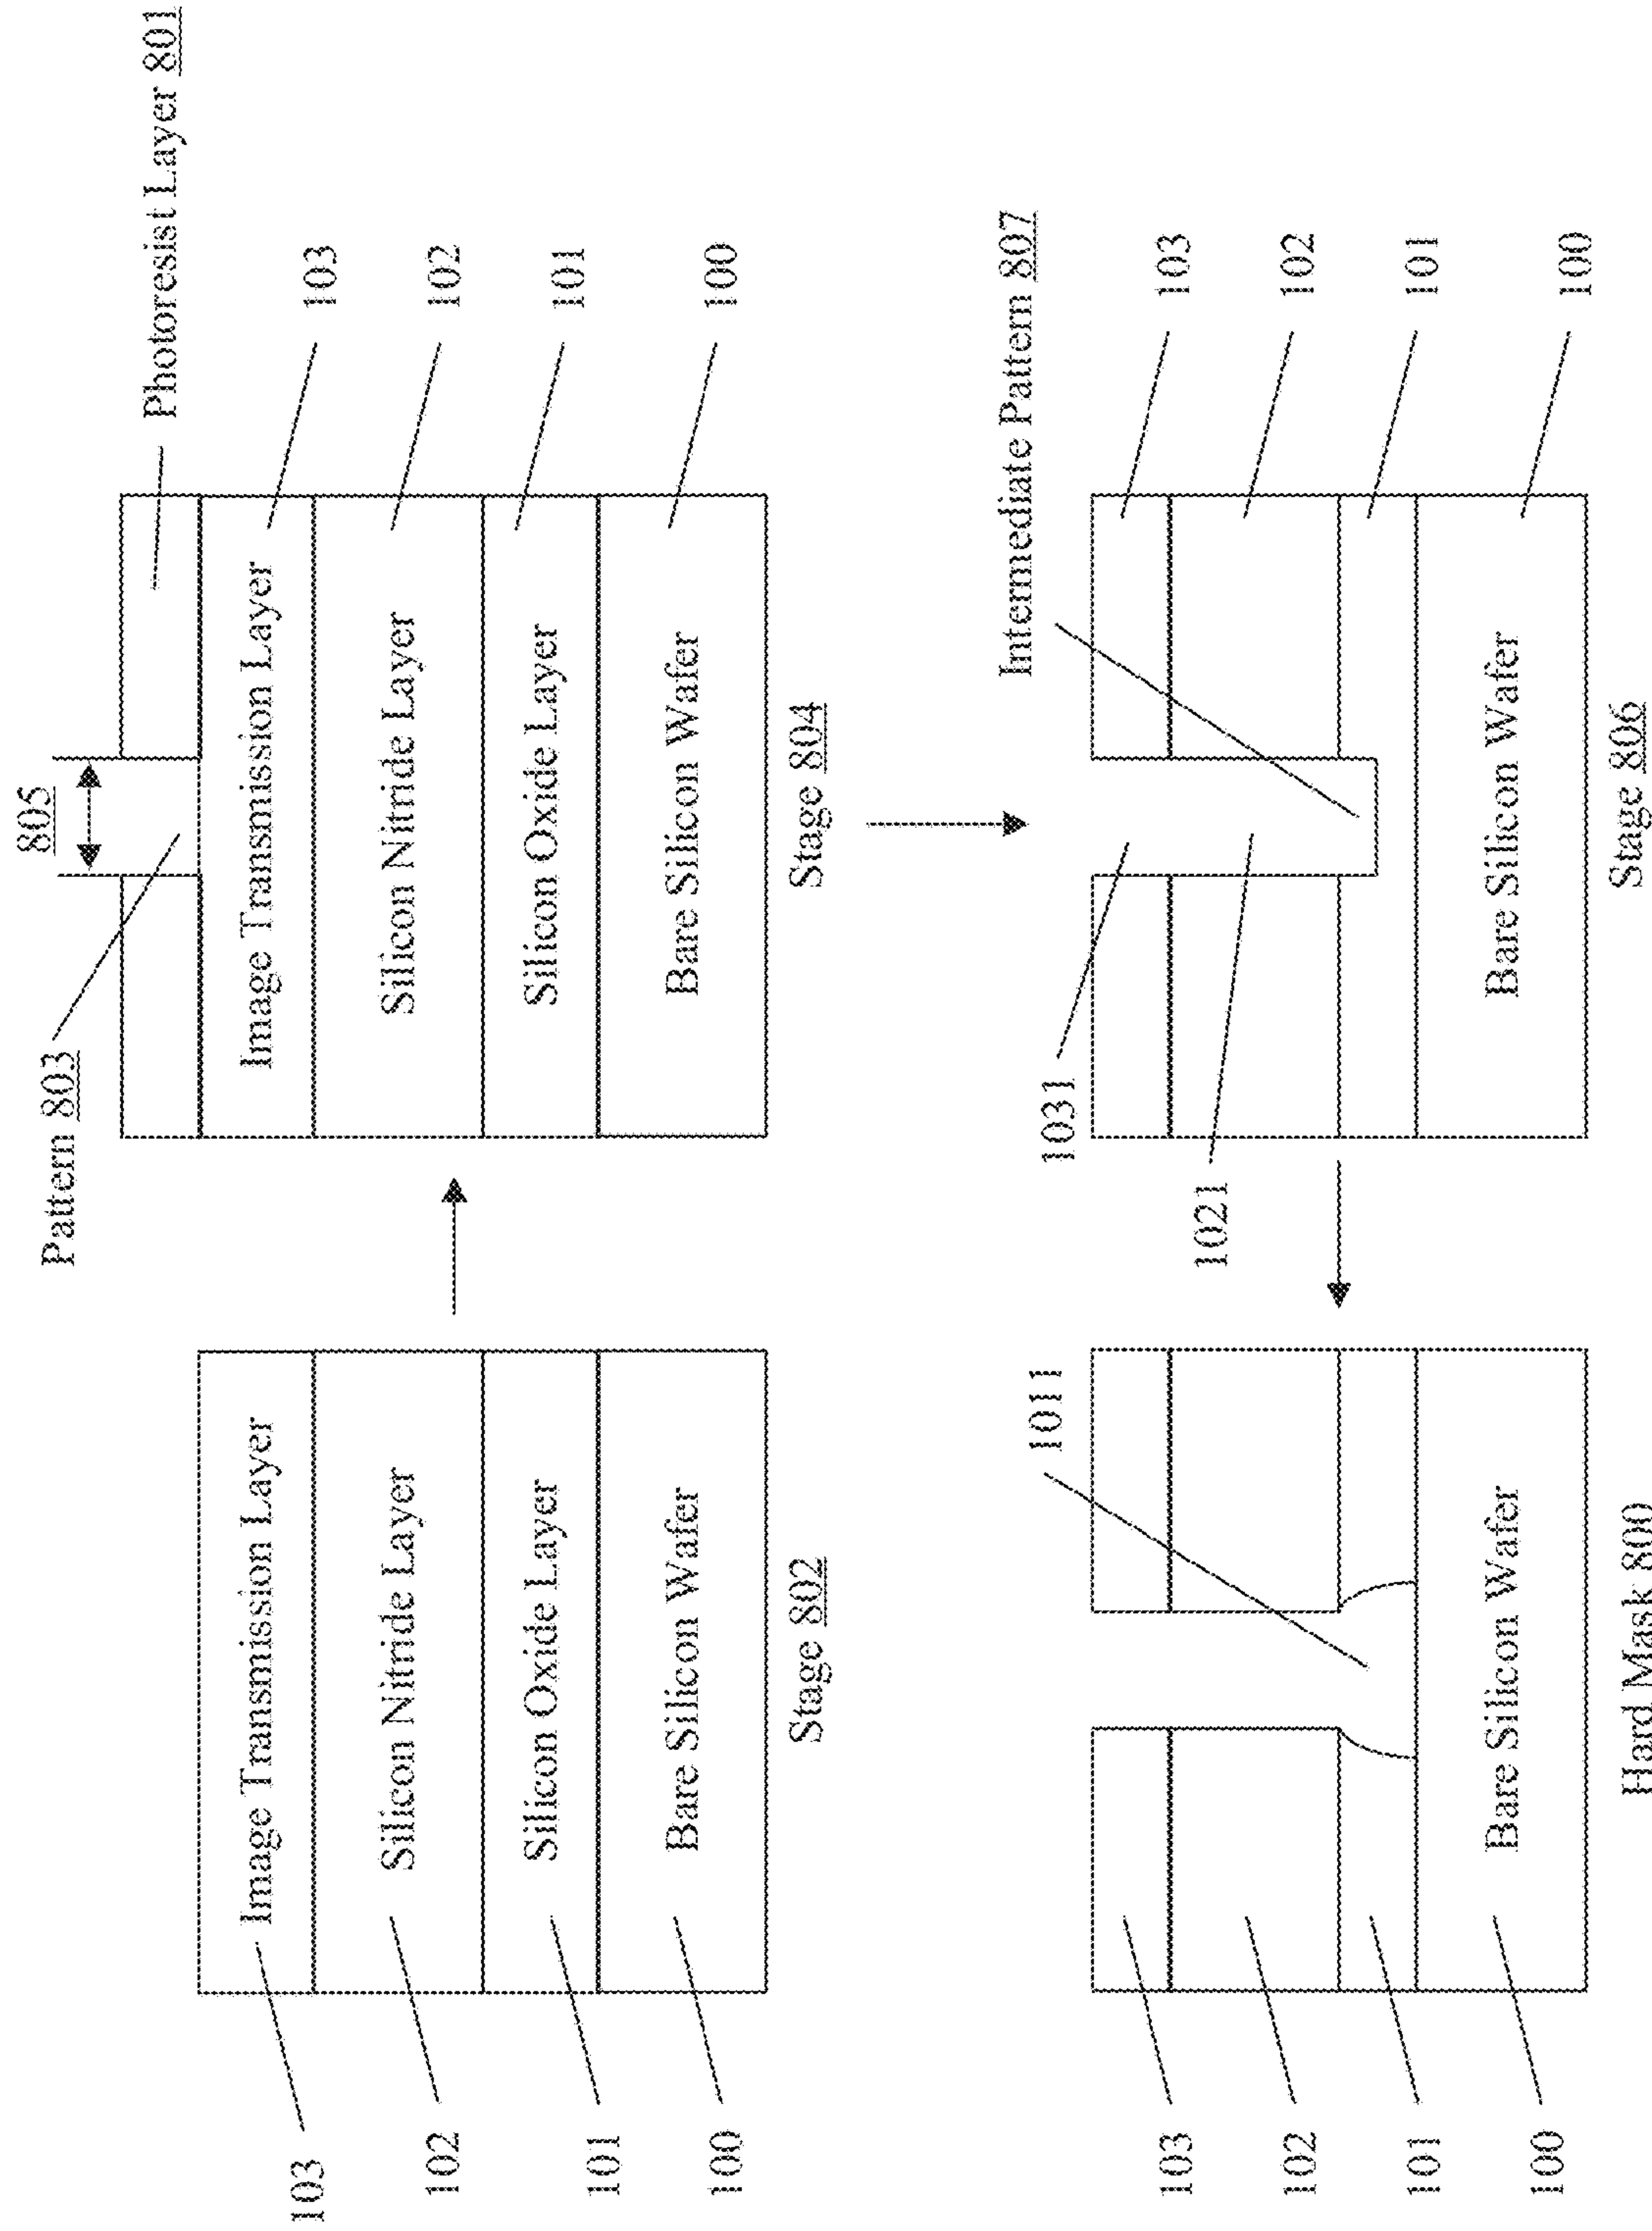 103
Image Transmission Layer
102
Silicon Nitride Layer
101
Silicon Oxide Layer
100
Bare Silicon Wafer
Stage 802
805
Pattern 803
Photoresist Layer 801
Image Transmission Layer
103
Silicon Nitride Layer
102
Silicon Oxide Layer
101
Bare Silicon Wafer
100
Stage 804
1011
103
102
101
100
Bare Silicon Wafer
Hard Mask 800
Intermediate Pattern 807
1031
1021
103
102
101
100
Bare Silicon Wafer
Stage 806